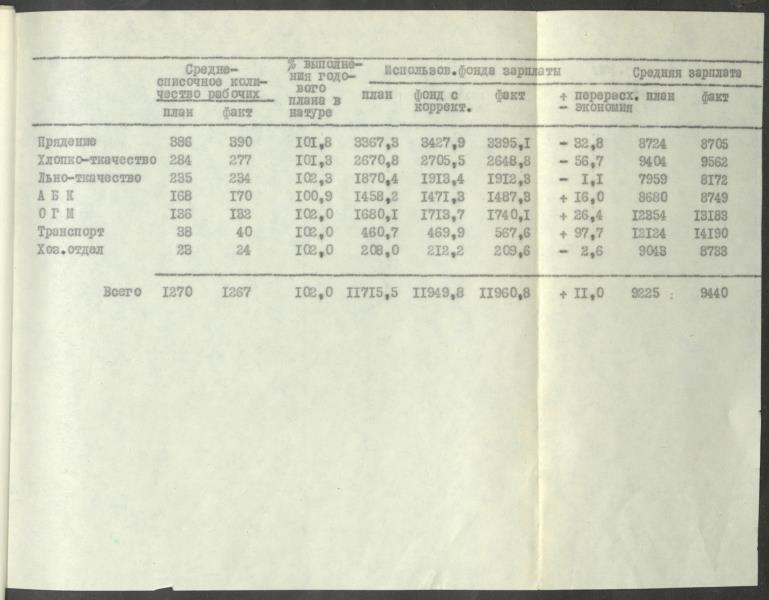 Средне- % выполне- Использов.фонда зарплаты Средняя зарплата
списочное коли- ния годо-
чество рабочих вого план фонд с факт + перерасх. план факт
план факт плана в коррект. - экономия
натуре
Прядение 386 390 101,8 3367,3 3427,9 3395,1 - 32,8 8724 8705
Хлопко-ткачество 284 277 101,3 2670,8 2705,5 2648,8 - 56,7 9404 9562
Льно-ткачество 235 234 102,3 1870,4 1913,4 1912,3 - 1,1 7959 8172
А Б К 168 170 100,9 1458,2 1471,3 1487,3 + 16,0 8680 8749
О Г М 136 132 102,0 1680,1 1713,7 1740,1 + 26,4 12354 13183
Транспорт 38 40 102,0 460,7 469,9 567,6 + 97,7 12124 14190
Хоз.отдел 23 24 102,0 208,0 212,2 209,6 - 2,6 9043 8733
Всего 1270 1267 102,0 11715,5 11949,8 11960,8 + 11,0 9225 9440